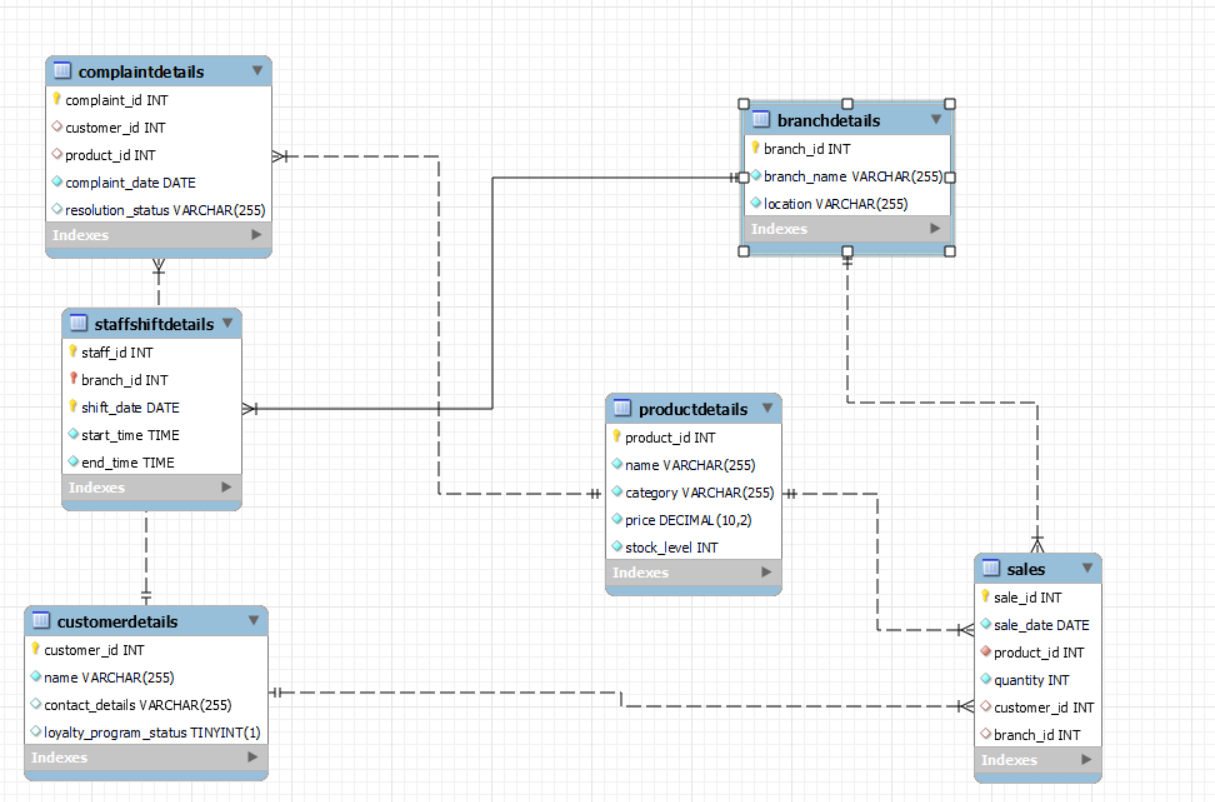 complaintdetails
complaint_id INT
customer_id INT
product_id INT
complaint_date DATE
resolution_status VARCHAR(255)
Indexes
branchdetails
branch_id INT
branch_name VARCHAR(255)
location VARCHAR(255)
Indexes
staffshiftdetails
staff_id INT
branch_id INT
shift_date DATE
start_time TIME
end_time TIME
Indexes
productdetails
product_id INT
name VARCHAR(255)
category VARCHAR(255)
price DECIMAL(10,2)
stock_level INT
Indexes
customerdetails
customer_id INT
name VARCHAR(255)
contact_details VARCHAR(255)
loyalty_program_status TINYINT(1)
Indexes
sales
sale_id INT
sale_date DATE
product_id INT
quantity INT
customer_id INT
branch_id INT
Indexes